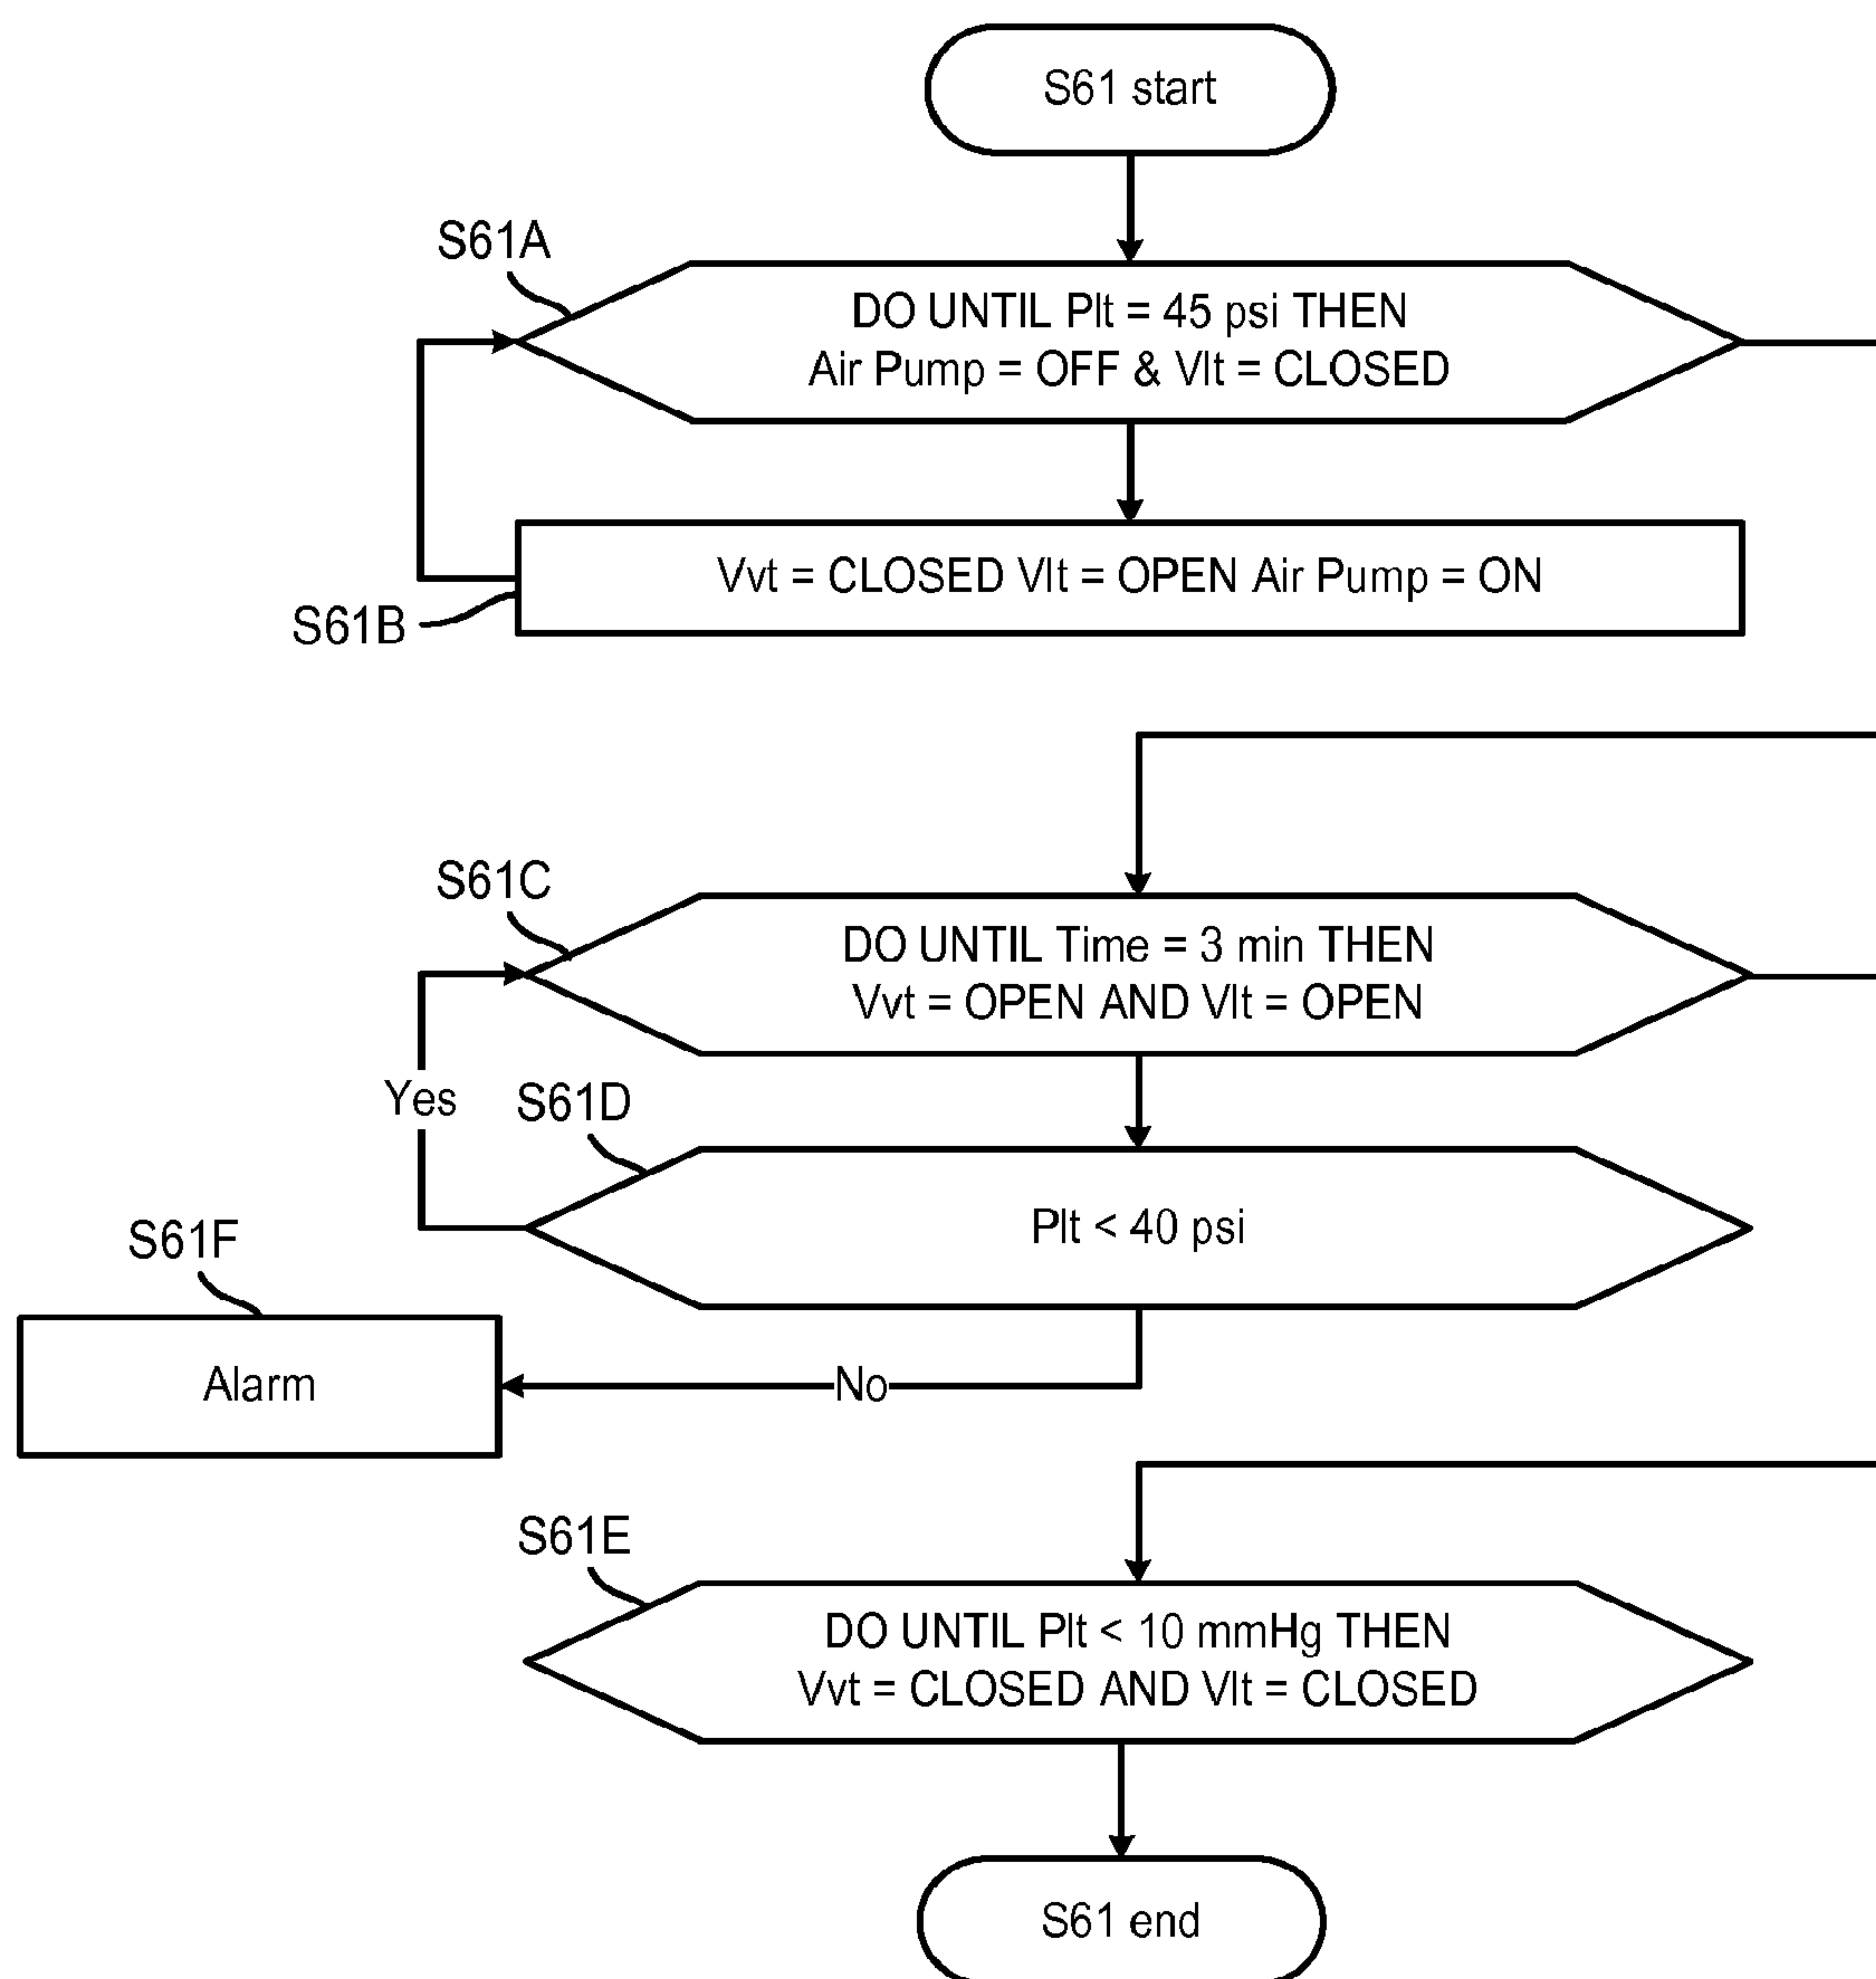 S61 start
S61A
DO UNTIL Plt = 45 psi THEN
Air Pump = OFF & Vlt = CLOSED
Vvt = CLOSED Vlt = OPEN Air Pump = ON
S61B
S61C
DO UNTIL Time = 3 min THEN
Vvt = OPEN AND Vlt = OPEN
Yes
S61D
Plt < 40 psi
S61F
Alarm
No
S61E
DO UNTIL Plt < 10 mmHg THEN
Vvt = CLOSED AND Vlt = CLOSED
S61 end